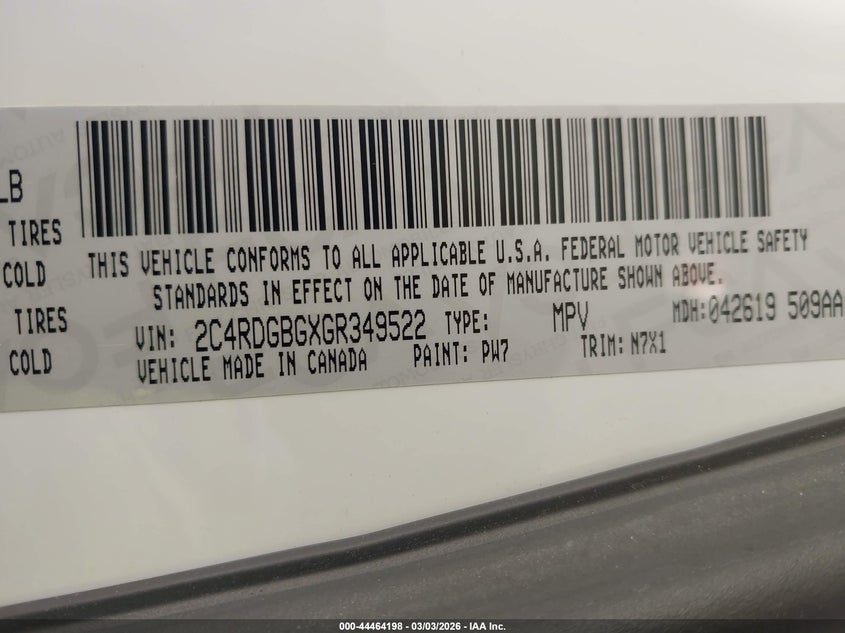 LB
TIRES
COLD
TIRES
COLD
THIS VEHICLE CONFORMS TO ALL APPLICABLE U.S.A. FEDERAL MOTOR VEHICLE SAFETY
STANDARDS IN EFFECT ON THE DATE OF MANUFACTURE SHOWN ABOVE.
VIN: 2C4RDGBGXGR349522 TYPE: MPV MDH:042619 509AA
VEHICLE MADE IN CANADA PAINT: PW7 TRIM: N7X1
000-44464198 - 03/03/2026 - IAA Inc.